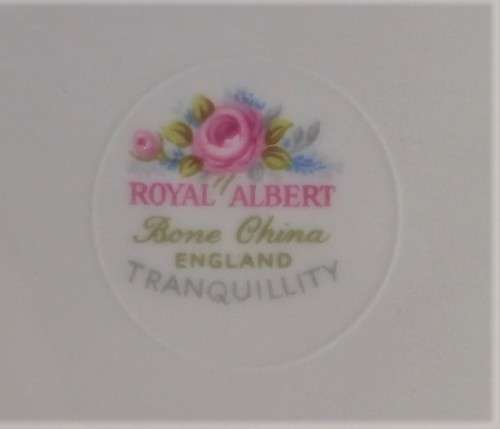 ROYAL ALBERT
Bone China
ENGLAND
TRANQUILLITY